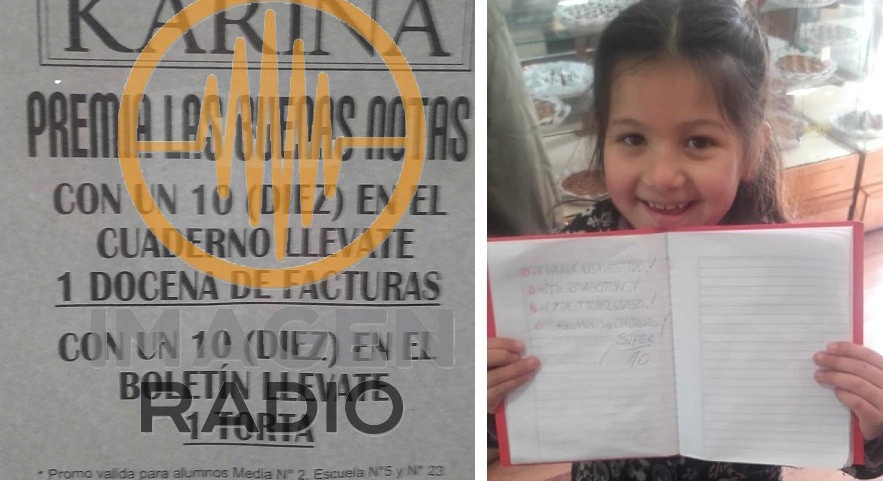 KARINA
PREMIA LAS BUENAS NOTAS
CON UN 10 (DIEZ) EN EL
CUADERNO LLEVATE
1 DOCENA DE FACTURAS
CON UN 10 (DIEZ) EN EL
BOLETÍN LLEVATE
1 TORTA
* Promo valida para alumnos Media N° 2, Escuela N°5 y N° 23
IMAGEN
RADIO
SÚPER
10